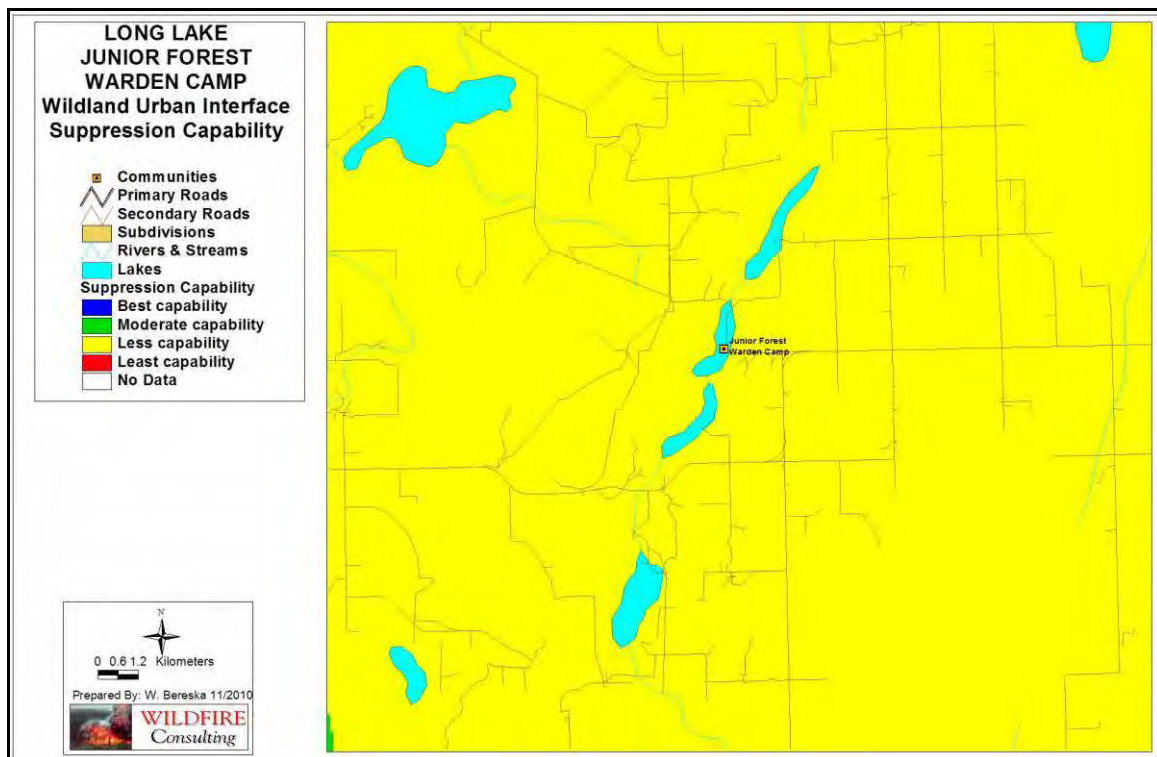 LONG LAKE
JUNIOR FOREST
WARDEN CAMP
Wildland Urban Interface
Suppression Capability
Communities
Primary Roads
Secondary Roads
Subdivisions
Rivers & Streams
Lakes
Suppression Capability
Best capability
Moderate capability
Less capability
Least capability
No Data
Junior Forest
Warden Camp
N
0 0.6 1.2 Kilometers
Prepared By: W. Bereska 11/2010
WILDFIRE
Consulting